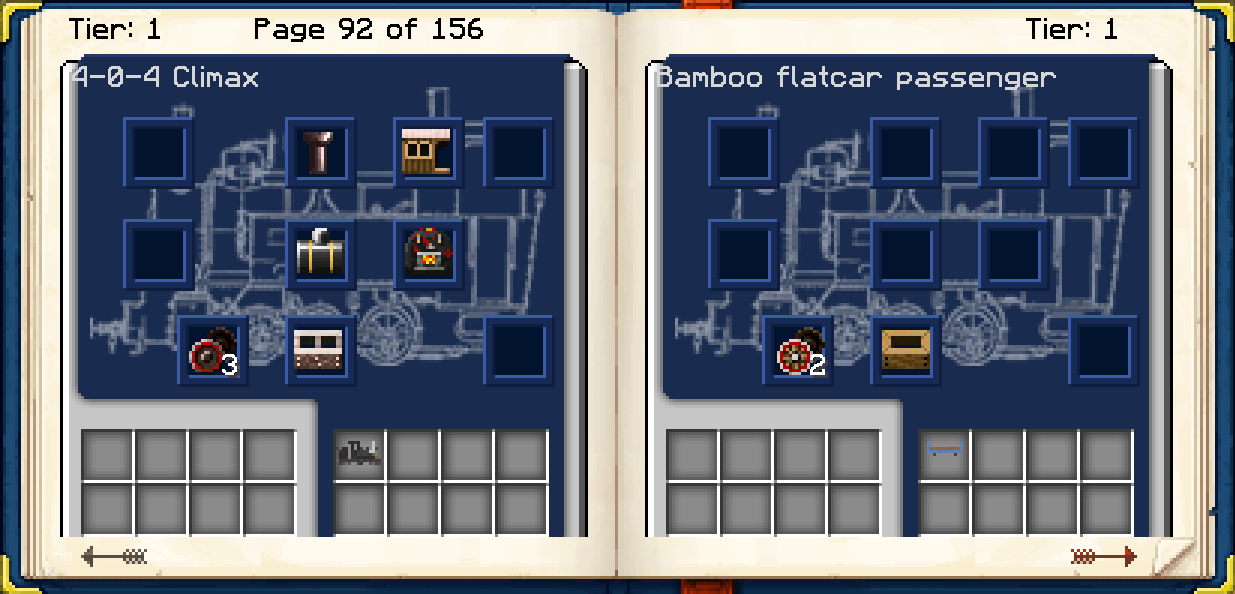 Tier: 1
Page 92 of 156
Tier: 1
4-0-4 Climax
3
Bamboo flatcar passenger
2